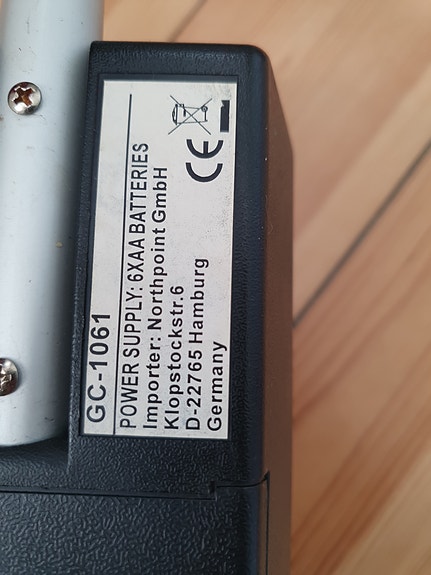 GC-1061
POWER SUPPLY: 6XAA BATTERIES
Importer: Northpoint GmbH
Klopstockstr.6
D-22765 Hamburg
Germany
CE